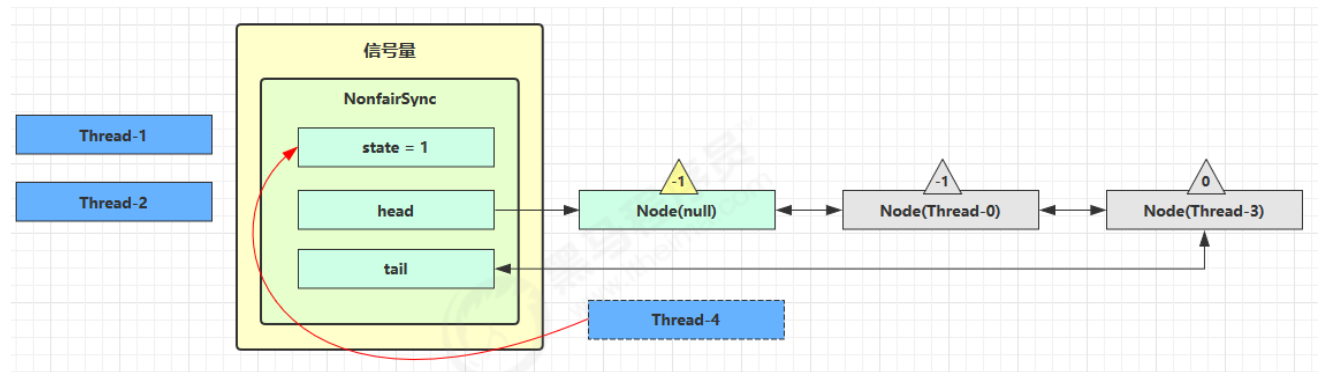 信号量
NonfairSync
Thread-1
state = 1
Thread-2
head
-1
Node(null)
-1
Node(Thread-0)
0
Node(Thread-3)
tail
Thread-4